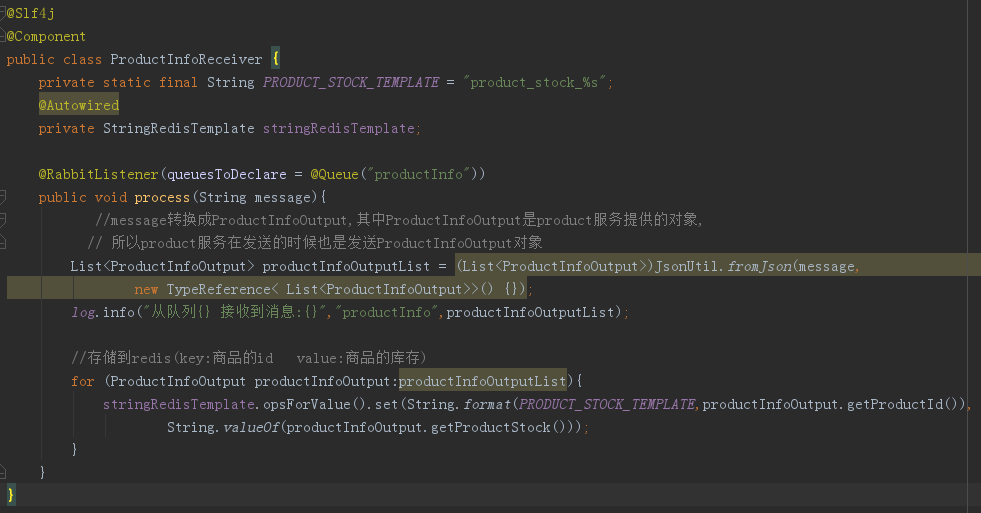 @Slf4j
@Component
public class ProductInfoReceiver {
    private static final String PRODUCT_STOCK_TEMPLATE = "product_stock_%s";
    @Autowired
    private StringRedisTemplate stringRedisTemplate;
    @RabbitListener(queuesToDeclare = @Queue("productInfo"))
    public void process(String message){
           //message转换成ProductInfoOutput,其中ProductInfoOutput是product服务提供的对象,
          // 所以product服务在发送的时候也是发送ProductInfoOutput对象
        List<ProductInfoOutput> productInfoOutputList = (List<ProductInfoOutput>)JsonUtil.fromJson(message,
                new TypeReference< List<ProductInfoOutput>>() {});
        log.info("从队列{} 接收到消息:{}","productInfo",productInfoOutputList);
        //存储到redis(key:商品的id   value:商品的库存)
        for (ProductInfoOutput productInfoOutput:productInfoOutputList){
            stringRedisTemplate.opsForValue().set(String.format(PRODUCT_STOCK_TEMPLATE,productInfoOutput.getProductId()),
                    String.valueOf(productInfoOutput.getProductStock()));
        }
    }
}